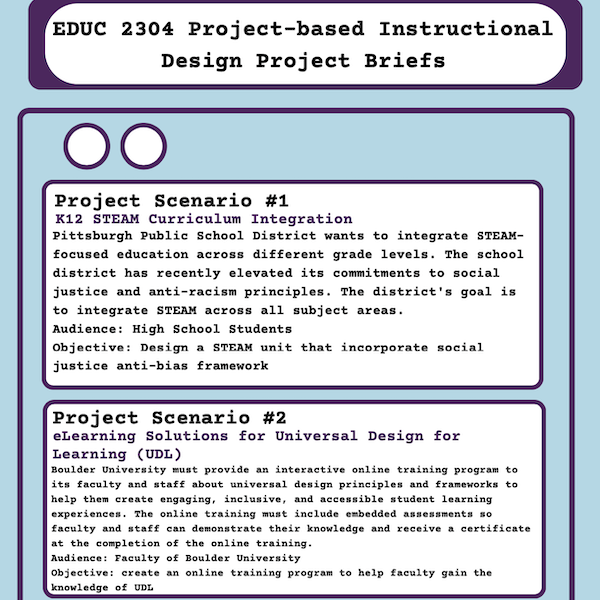 EDUC 2304 Project-based Instructional
Design Project Briefs
Project Scenario #1
K12 STEAM Curriculum Integration
Pittsburgh Public School District wants to integrate STEAM-
focused education across different grade levels. The school
district has recently elevated its commitments to social
justice and anti-racism principles. The district's goal is
to integrate STEAM across all subject areas.
Audience: High School Students
Objective: Design a STEAM unit that incorporate social
justice anti-bias framework
Project Scenario #2
eLearning Solutions for Universal Design for
Learning (UDL)
Boulder University must provide an interactive online training program to
its faculty and staff about universal design principles and frameworks to
help them create engaging, inclusive, and accessible student learning
experiences. The online training must include embedded assessments so
faculty and staff can demonstrate their knowledge and receive a certificate
at the completion of the online training.
Audience: Faculty of Boulder University
Objective: create an online training program to help faculty gain the
knowledge of UDL